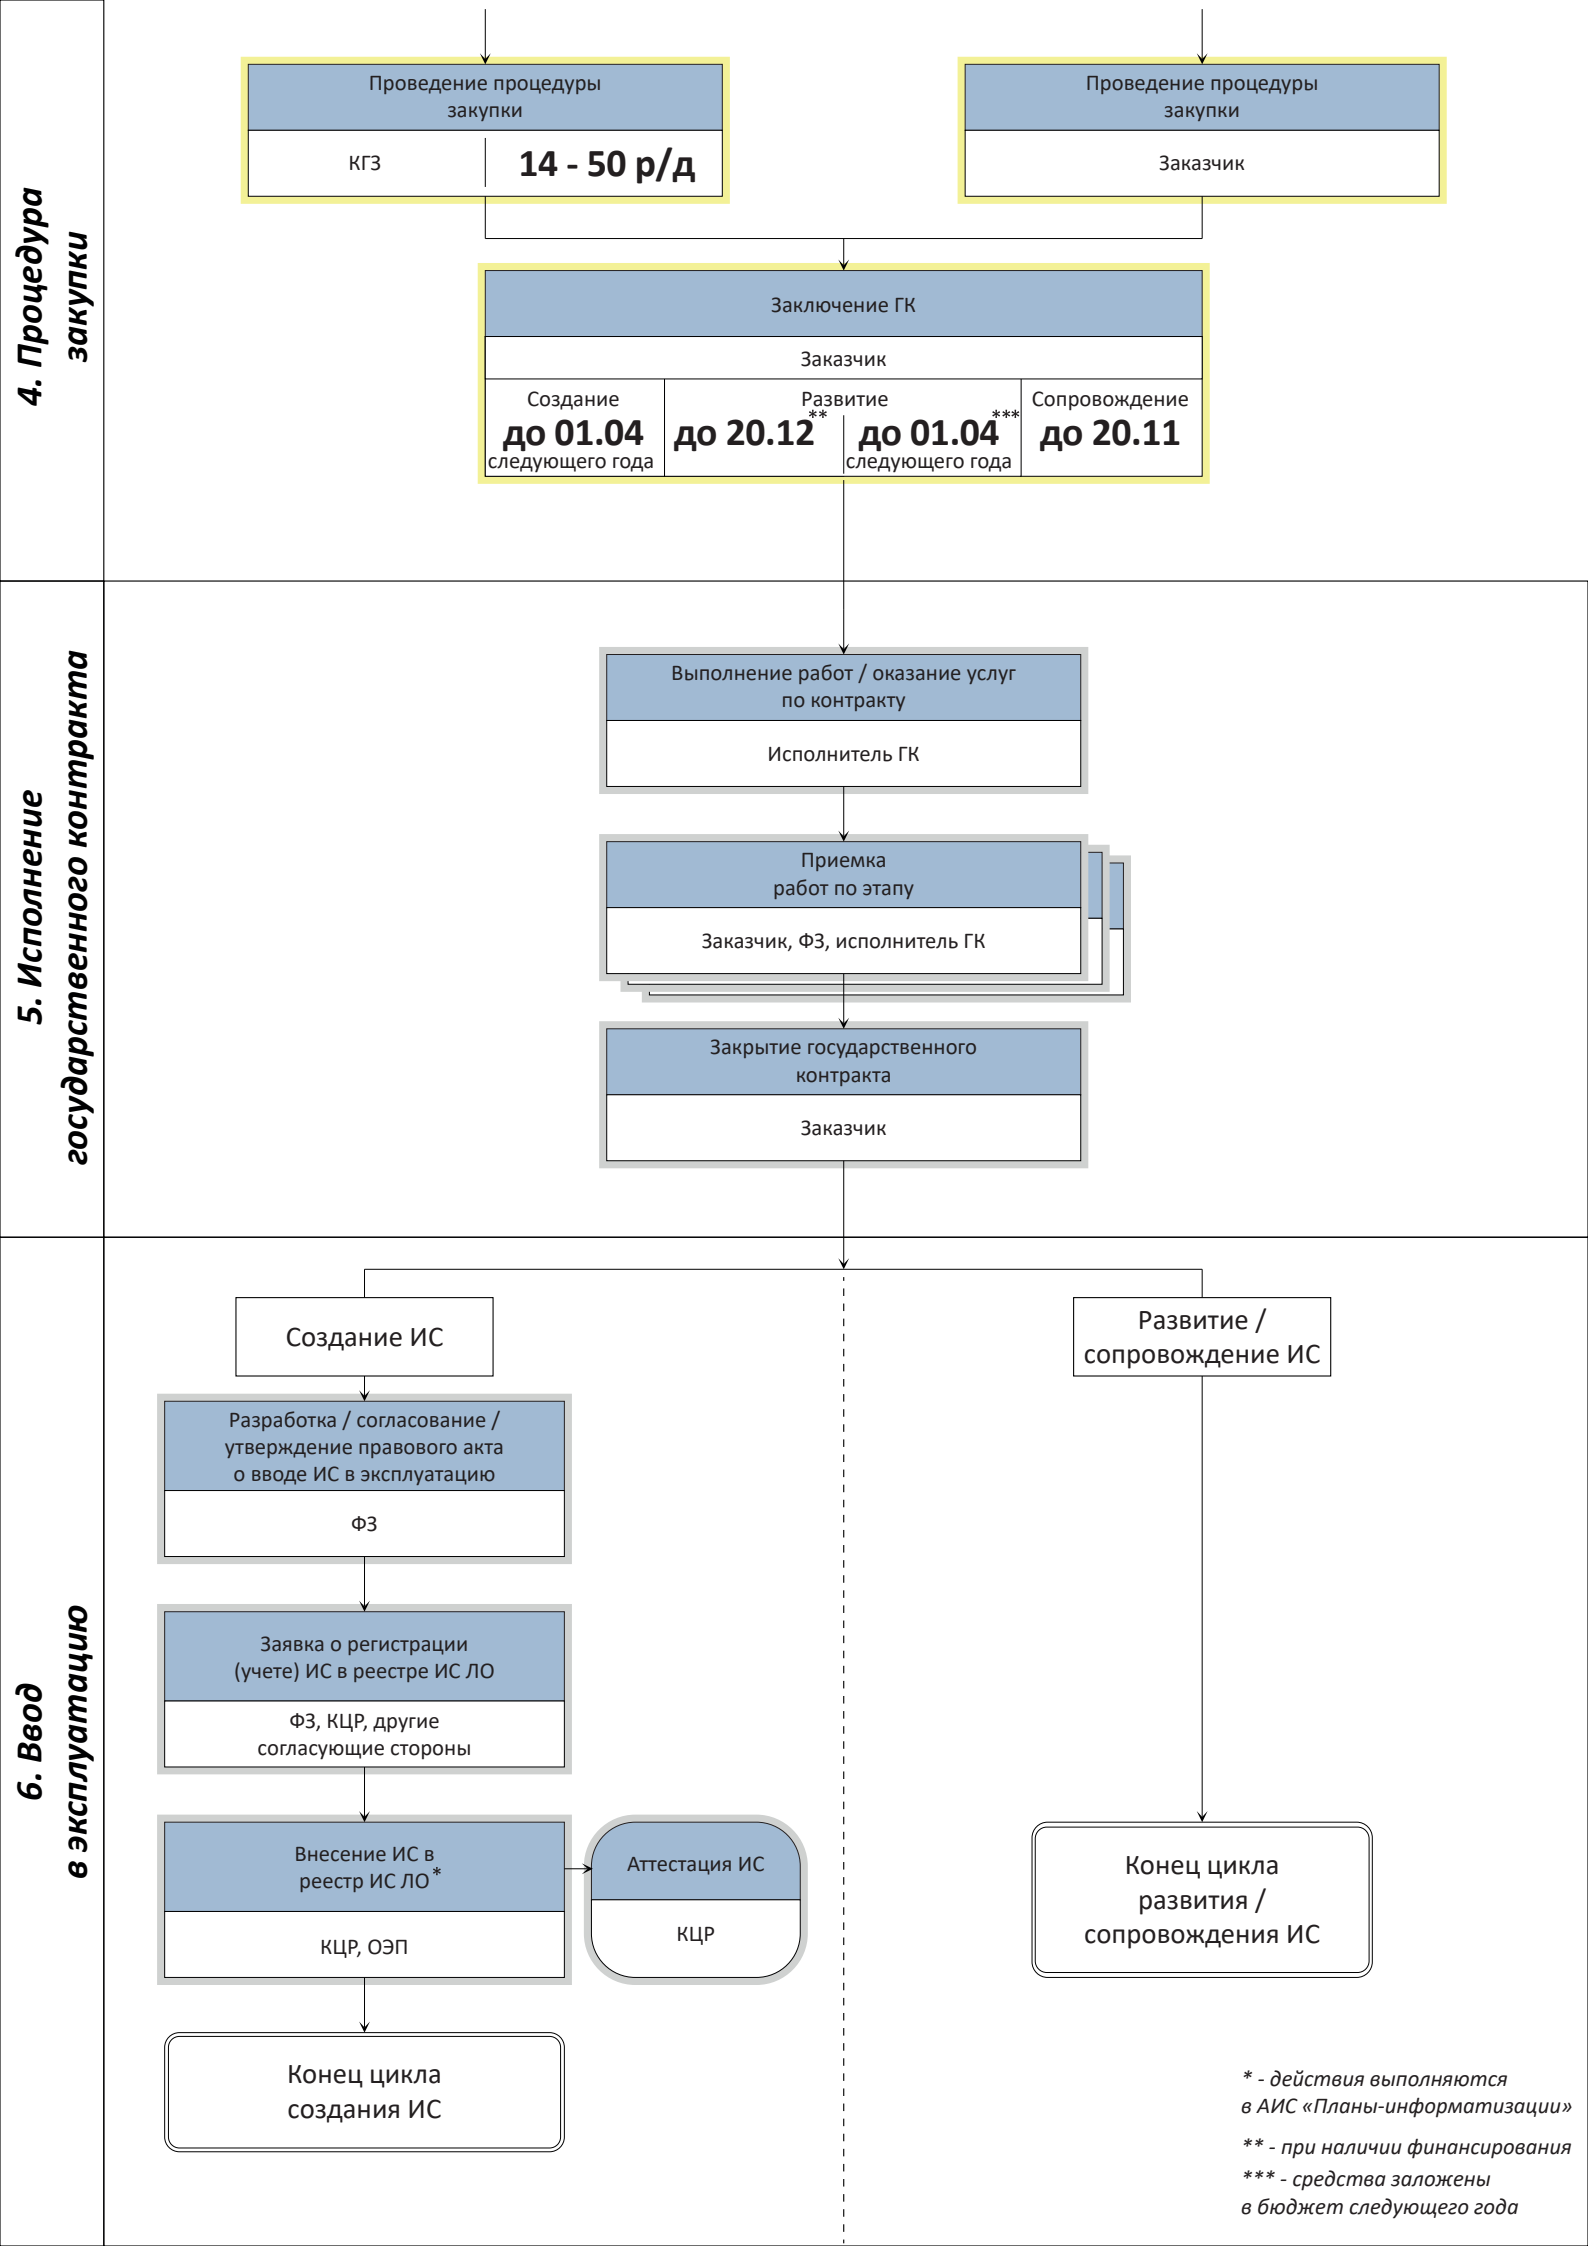 4. Процедура
закупки
Проведение процедуры
закупки
КГЗ
14 - 50 р/д
Проведение процедуры
закупки
Заказчик
Заключение ГК
Заказчик
Создание
до 01.04
следующего года
Развитие
до 20.12**
до 01.04***
следующего года
Сопровождение
до 20.11
5. Исполнение
государственного контракта
Выполнение работ / оказание услуг
по контракту
Исполнитель ГК
Приемка
работ по этапу
Заказчик, ФЗ, исполнитель ГК
Закрытие государственного
контракта
Заказчик
6. Ввод
в эксплуатацию
Создание ИС
Разработка / согласование /
утверждение правового акта
о вводе ИС в эксплуатацию
ФЗ
Заявка о регистрации
(учете) ИС в реестре ИС ЛО
ФЗ, КЦР, другие
согласующие стороны
Внесение ИС в
реестр ИС ЛО*
КЦР, ОЭП
Аттестация ИС
КЦР
Конец цикла
создания ИС
Развитие /
сопровождение ИС
Конец цикла
развития /
сопровождения ИС
* - действия выполняются
в АИС «Планы-информатизации»
** - при наличии финансирования
*** - средства заложены
в бюджет следующего года